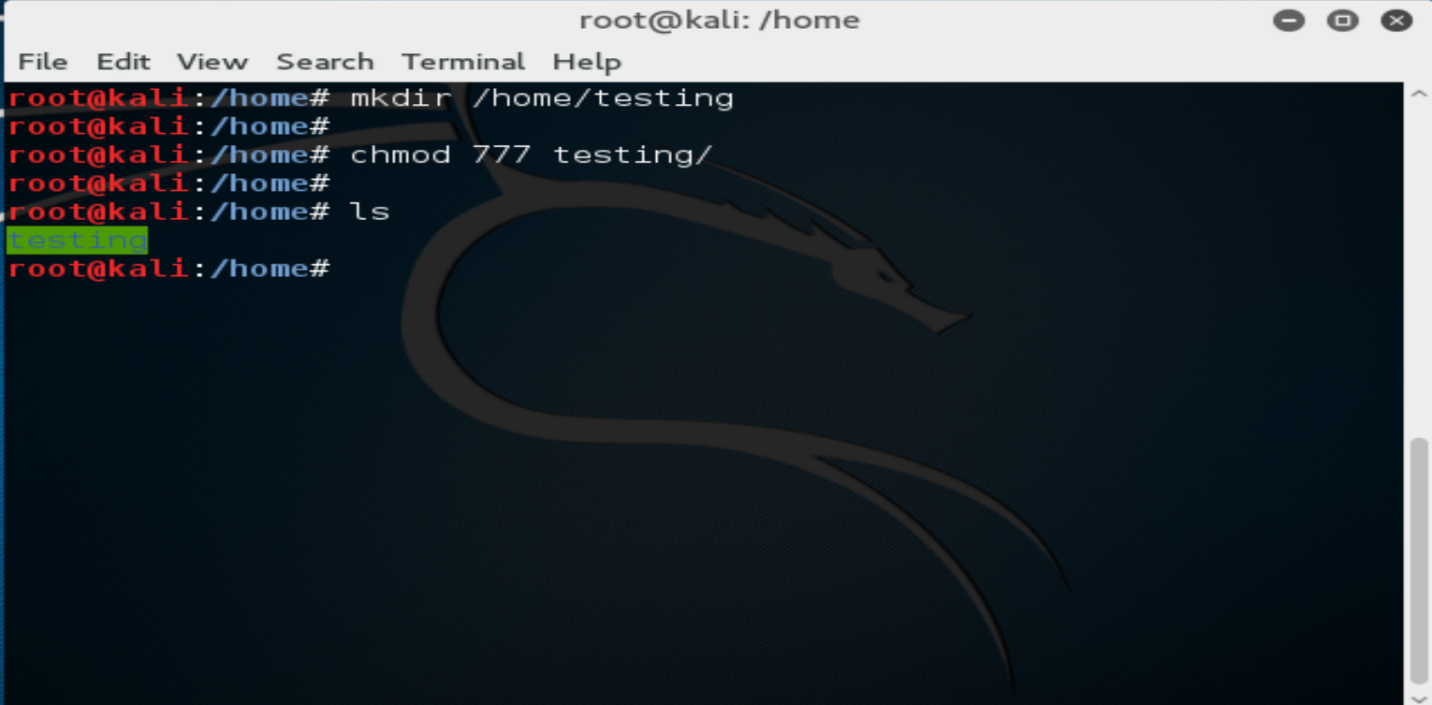 root@kali: /home
File Edit View Search Terminal Help
root@kali:/home# mkdir /home/testing
root@kali:/home#
root@kali:/home# chmod 777 testing/
root@kali:/home#
root@kali:/home# ls
testing
root@kali:/home#